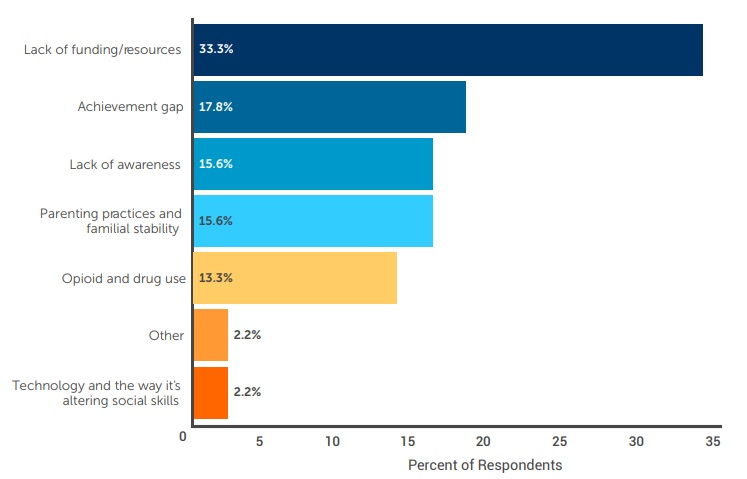 Lack of funding/resources
33.3%
Achievement gap
17.8%
Lack of awareness
15.6%
Parenting practices and
familial stability
15.6%
Opioid and drug use
13.3%
Other
2.2%
Technology and the way it's
altering social skills
2.2%
0 5 10 15 20 25 30 35
Percent of Respondents